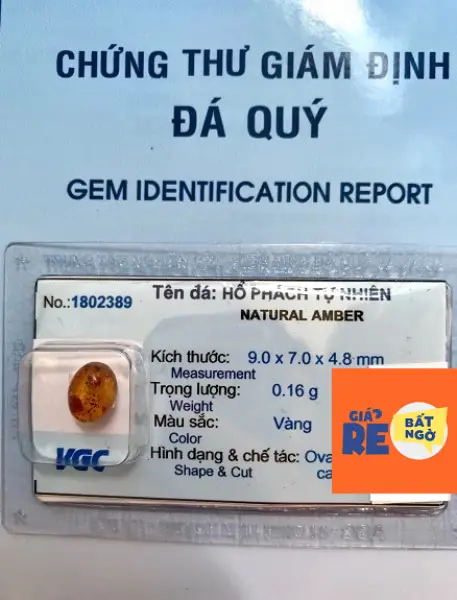 CHỨNG THƯ GIÁM ĐỊNH
ĐÁ QUÝ
GEM IDENTIFICATION REPORT
No.:1802389
Tên đá: HỔ PHÁCH TỰ NHIÊN
NATURAL AMBER
Kích thước: 9.0 x 7.0 x 4.8 mm
Measurement
Trọng lượng: 0.16 g
Weight
Màu sắc: Vàng
Color
Hình dạng & chế tác: Ova
Shape & Cut ca
VGC
GIÁ?
RẺ
BẤT
NGỜ